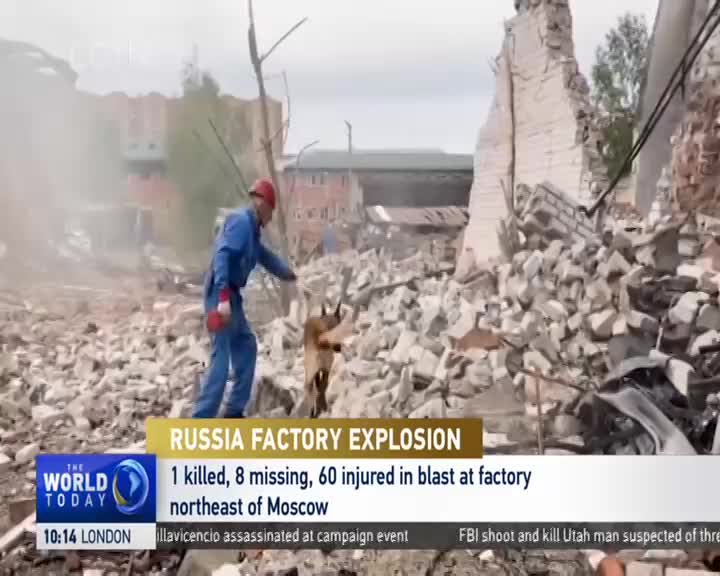 RUSSIA FACTORY EXPLOSION
1 killed, 8 missing, 60 injured in blast at factory
northeast of Moscow
THE
WORLD
TODAY
10:14 LONDON
illavicencio assassinated at campaign event FBI shoot and kill Utah man suspected of thre